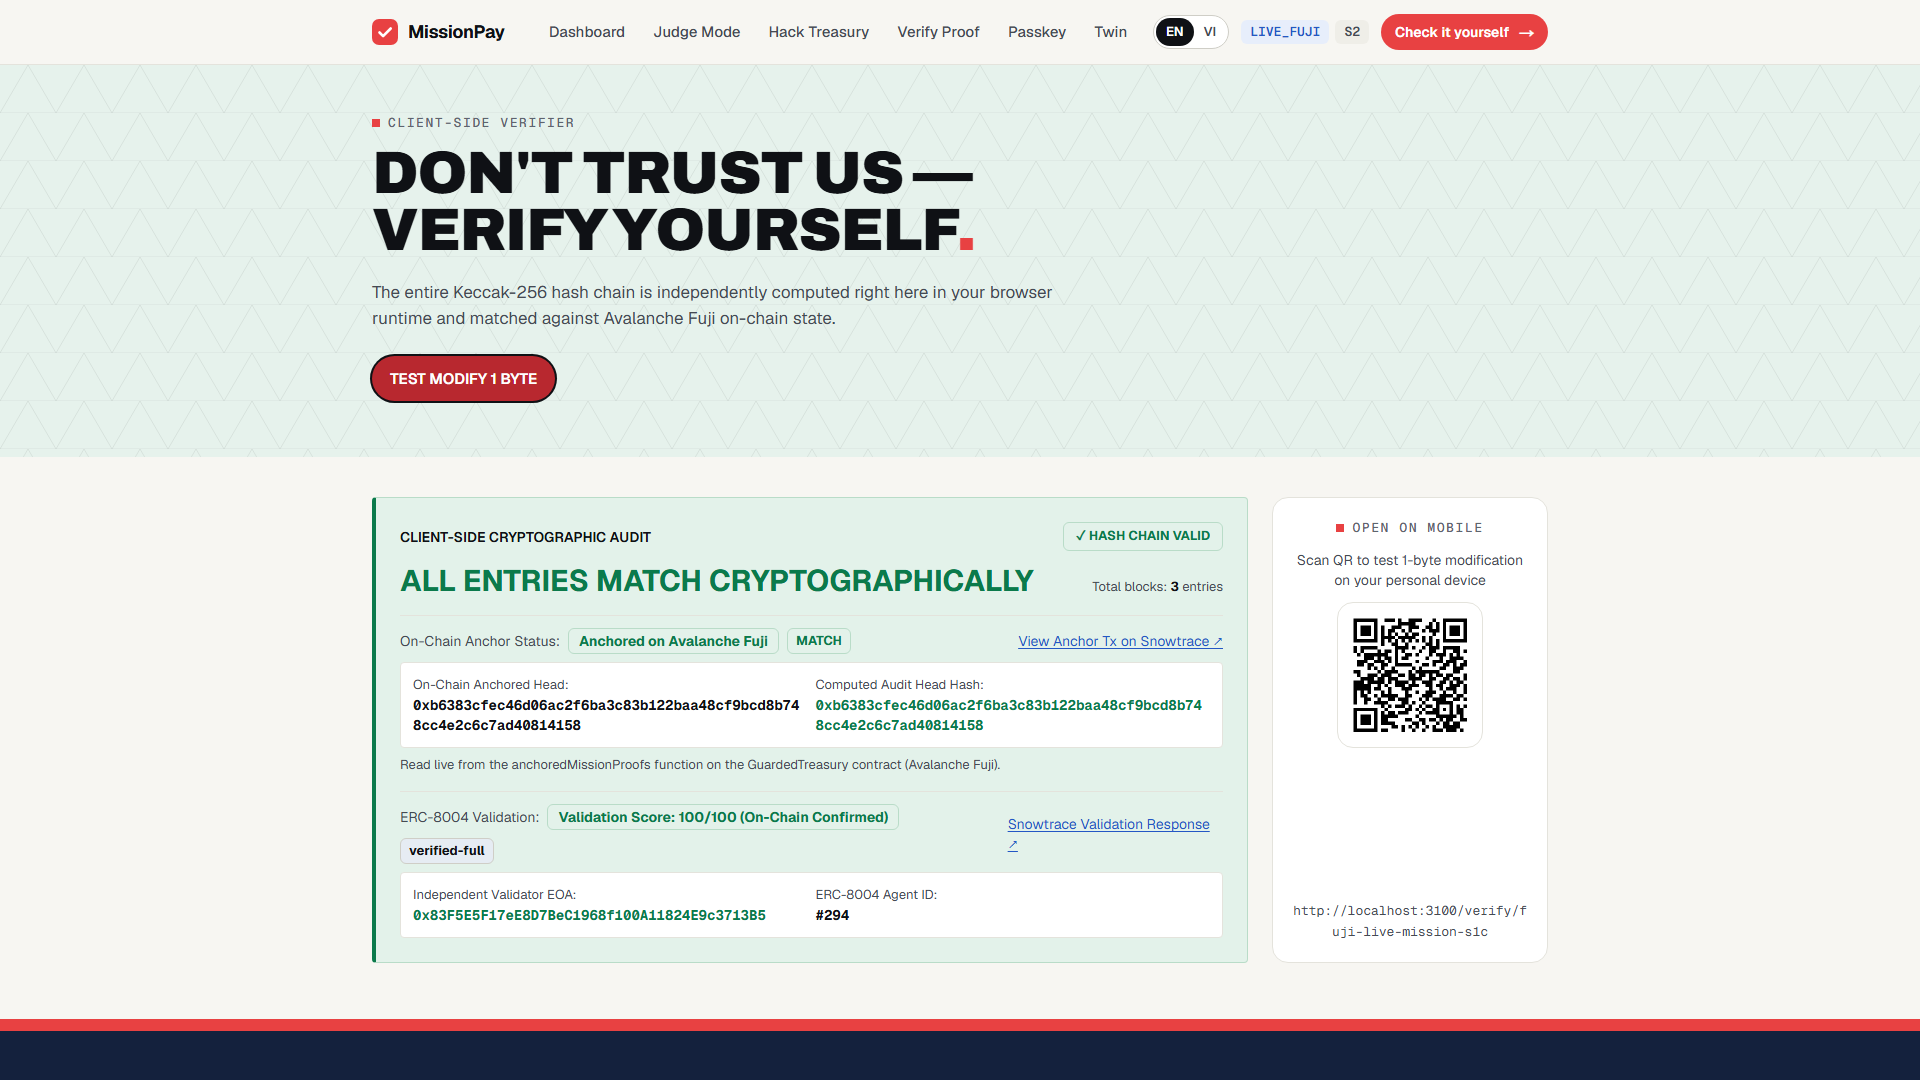 MissionPay
Dashboard
Judge Mode
Hack Treasury
Verify Proof
Passkey
Twin
EN
VI
LIVE_FUJI
S2
Check it yourself →
CLIENT-SIDE VERIFIER
DON'T TRUST US —
VERIFY YOURSELF.
The entire Keccak-256 hash chain is independently computed right here in your browser
runtime and matched against Avalanche Fuji on-chain state.
TEST MODIFY 1 BYTE
CLIENT-SIDE CRYPTOGRAPHIC AUDIT
✓ HASH CHAIN VALID
ALL ENTRIES MATCH CRYPTOGRAPHICALLY
Total blocks: 3 entries
On-Chain Anchor Status:
Anchored on Avalanche Fuji
MATCH
View Anchor Tx on Snowtrace ↗
On-Chain Anchored Head:
0xb6383cfec46d06ac2f6ba3c83b122baa48cf9bcd8b74
8cc4e2c6c7ad40814158
Computed Audit Head Hash:
0xb6383cfec46d06ac2f6ba3c83b122baa48cf9bcd8b74
8cc4e2c6c7ad40814158
Read live from the anchoredMissionProofs function on the GuardedTreasury contract (Avalanche Fuji).
ERC-8004 Validation:
Validation Score: 100/100 (On-Chain Confirmed)
verified-full
Snowtrace Validation Response
↗
Independent Validator EOA:
0x83F5E5F17eE8D7BeC1968f100A11824E9c3713B5
ERC-8004 Agent ID:
#294
OPEN ON MOBILE
Scan QR to test 1-byte modification
on your personal device
http://localhost:3100/verify/f
uji-live-mission-s1c